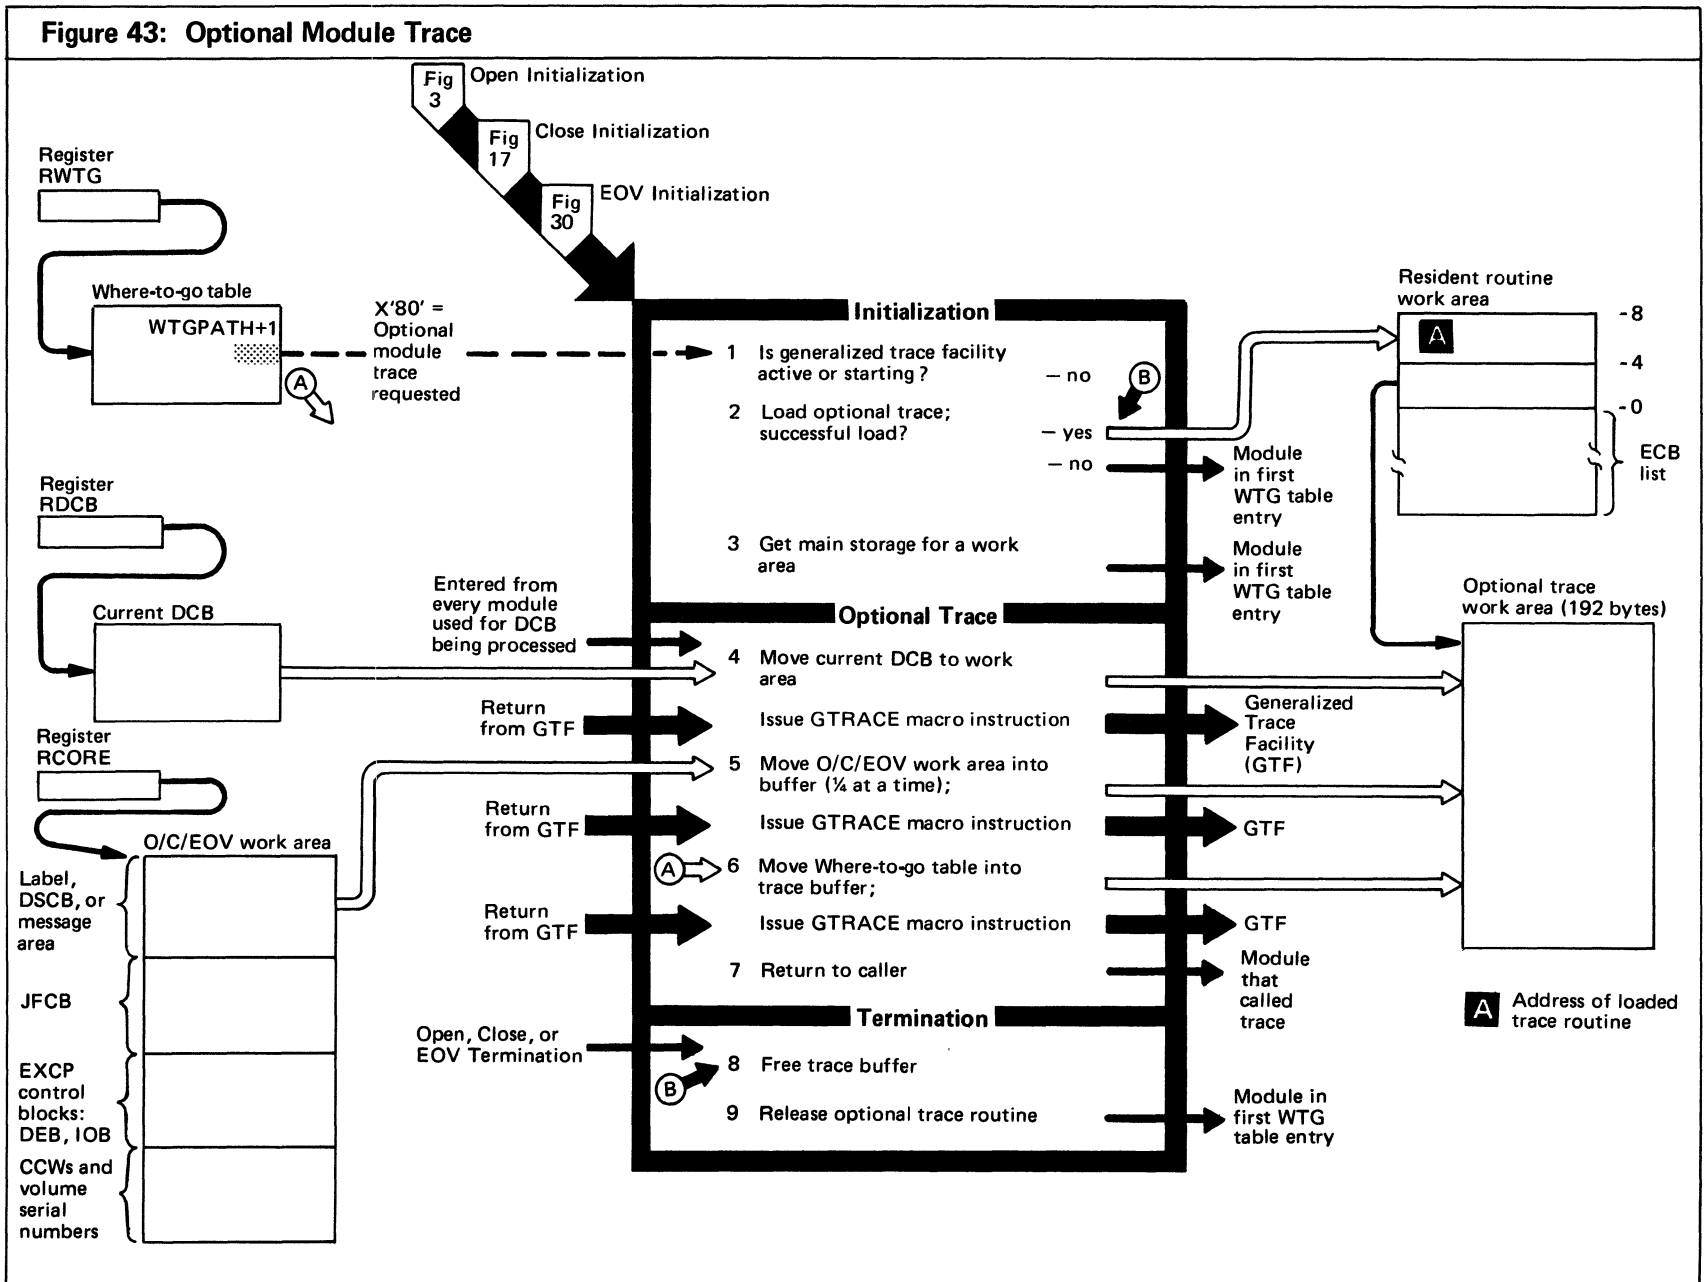 Figure 43: Optional Module Trace
Fig
3
Open Initialization
Fig
17
Close Initialization
Fig
30
EOV Initialization
Register
RWTG
Where-to-go table
WTGPATH+1
A
X'80' =
Optional
module
trace
requested
Register
RDCB
Current DCB
Register
RCORE
O/C/EOV work area
Label,
DSCB, or
message
area
JFCB
EXCP
control
blocks:
DEB, IOB
CCWs and
volume
serial
numbers
Entered from
every module
used for DCB
being processed
Return
from GTF
Return
from GTF
A
Return
from GTF
Open, Close, or
EOV Termination
B
Initialization
1 Is generalized trace facility
active or starting?
– no
B
2 Load optional trace;
successful load?
– yes
– no
3 Get main storage for a work
area
Optional Trace
4 Move current DCB to work
area
Issue GTRACE macro instruction
5 Move O/C/EOV work area into
buffer (¼ at a time);
Issue GTRACE macro instruction
6 Move Where-to-go table into
trace buffer;
Issue GTRACE macro instruction
7 Return to caller
Termination
8 Free trace buffer
9 Release optional trace routine
Module
in first
WTG table
entry
Module
in first
WTG table
entry
Generalized
Trace
Facility
(GTF)
GTF
GTF
Module
that
called
trace
Module in
first WTG
table entry
Resident routine
work area
A
-8
-4
-0
ECB
list
Optional trace
work area (192 bytes)
A Address of loaded
trace routine